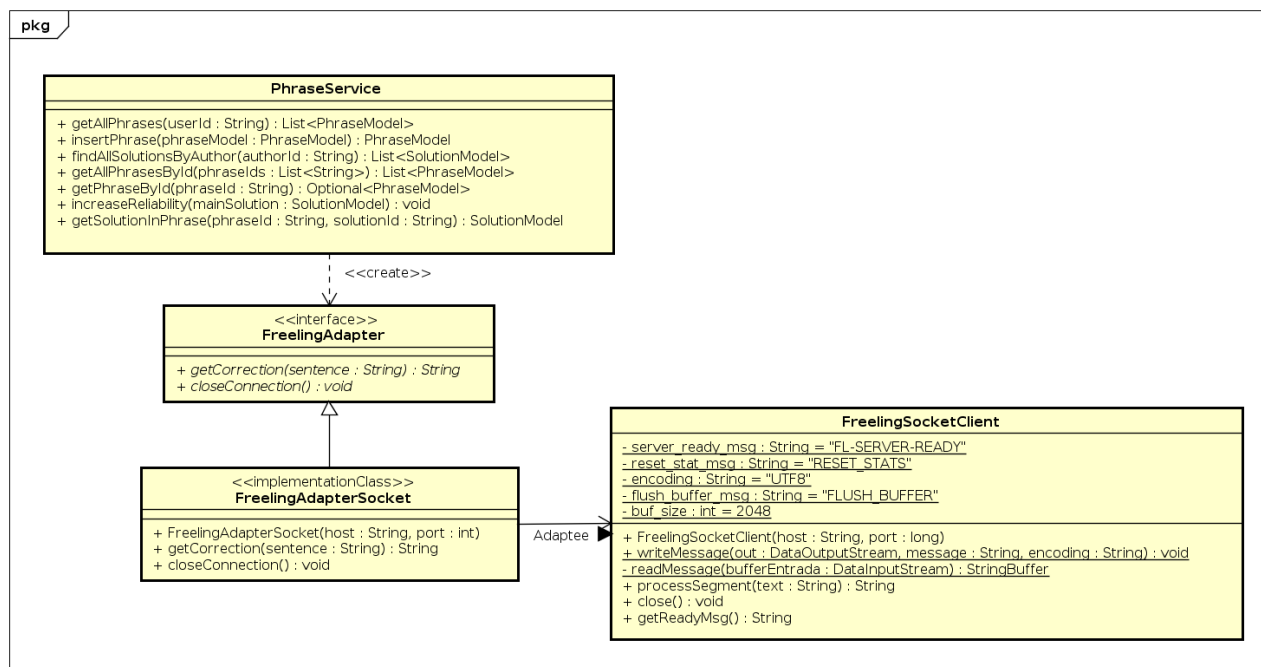 pkg
PhraseService
+ getAllPhrases(userId : String) : List<PhraseModel>
+ insertPhrase(phraseModel : PhraseModel) : PhraseModel
+ findAllSolutionsByAuthor(authorId : String) : List<SolutionModel>
+ getAllPhrasesById(phraseIds : List<String>) : List<PhraseModel>
+ getPhraseById(phraseId : String) : Optional<PhraseModel>
+ increaseReliability(mainSolution : SolutionModel) : void
+ getSolutionInPhrase(phraseId : String, solutionId : String) : SolutionModel
<<create>>
<<interface>>
FreelingAdapter
+ getCorrection(sentence : String) : String
+ closeConnection() : void
<<implementationClass>>
FreelingAdapterSocket
+ FreelingAdapterSocket(host : String, port : int)
+ getCorrection(sentence : String) : String
+ closeConnection() : void
Adaptee
FreelingSocketClient
- server_ready_msg : String = "FL-SERVER-READY"
- reset_stat_msg : String = "RESET_STATS"
- encoding : String = "UTF8"
- flush_buffer_msg : String = "FLUSH_BUFFER"
- buf_size : int = 2048
+ FreelingSocketClient(host : String, port : long)
+ writeMessage(out : DataOutputStream, message : String, encoding : String) : void
- readMessage(bufferEntrada : DataInputStream) : StringBuffer
+ processSegment(text : String) : String
+ close() : void
+ getReadyMsg() : String